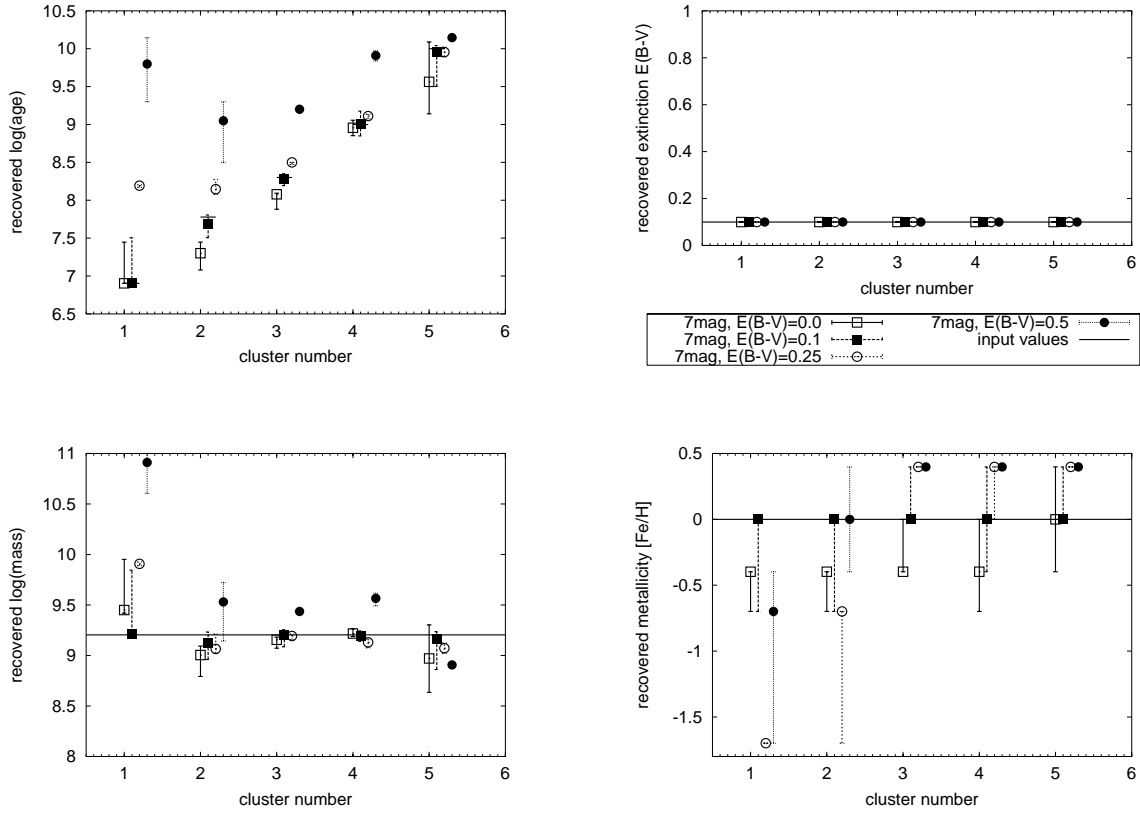 10.5
10
9.5
9
8.5
8
7.5
7
6.5
1 2 3 4 5 6
cluster number
recovered log(age)
1
0.8
0.6
0.4
0.2
0
1 2 3 4 5 6
cluster number
recovered extinction E(B-V)
7mag, E(B-V)=0.0
7mag, E(B-V)=0.1
7mag, E(B-V)=0.25
7mag, E(B-V)=0.5
input values
11
10.5
10
9.5
9
8.5
8
1 2 3 4 5 6
cluster number
recovered log(mass)
0.5
0
-0.5
-1
-1.5
1 2 3 4 5 6
cluster number
recovered metallicity [Fe/H]